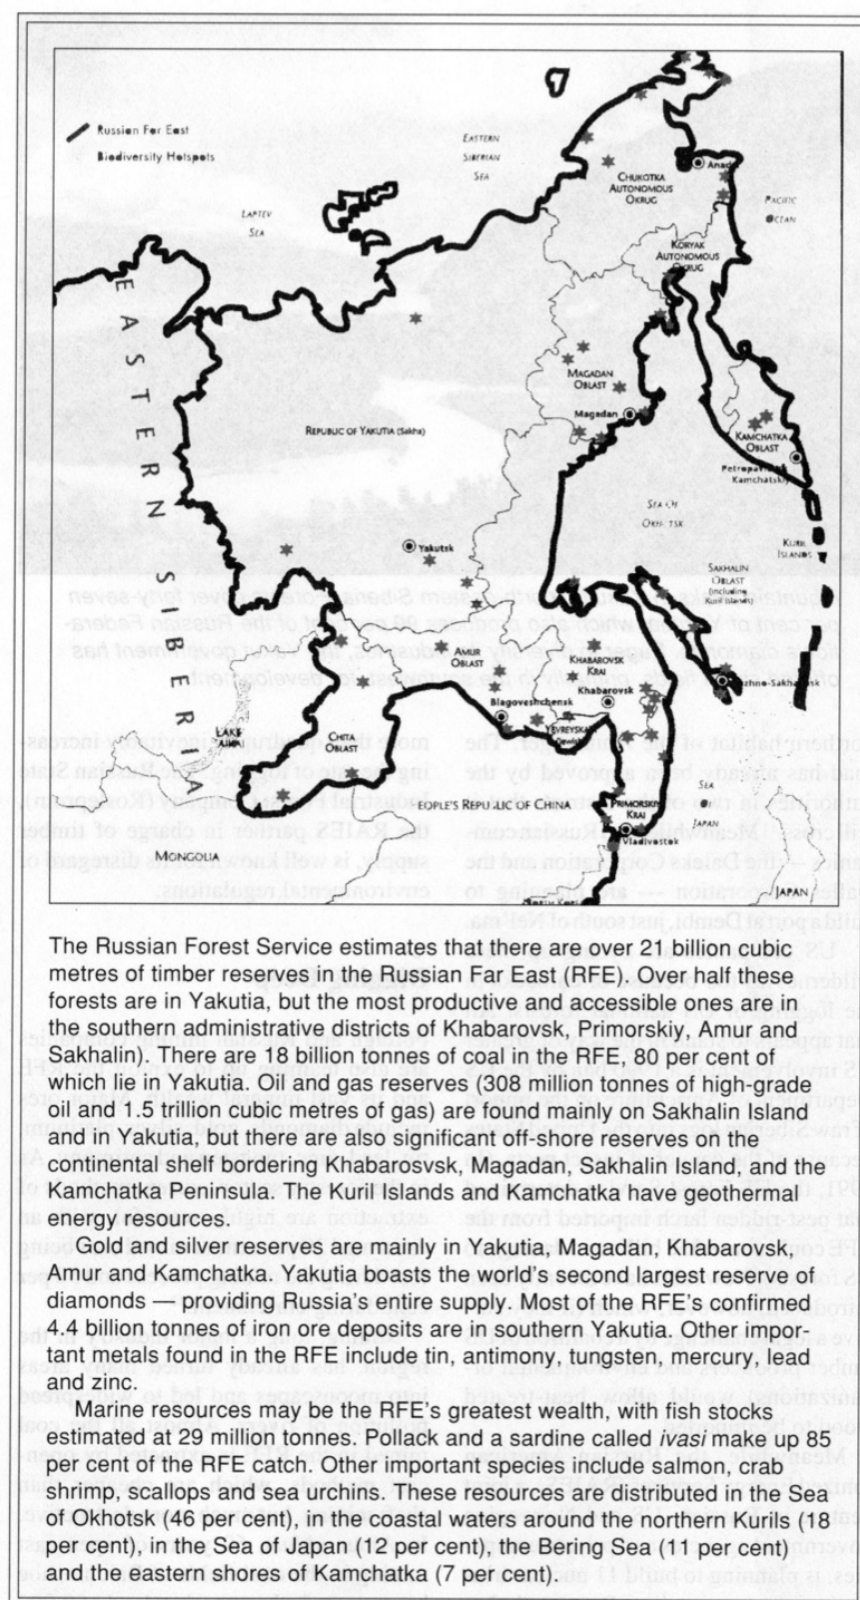 Russian Far East
Biodiversity Hotspots
EASTERN
SIBERIAN
SEA
LAPTEV
SEA
CHUKOTKA
AUTONOMOUS
OKRUG
PACIFIC
OCEAN
KORYAK
AUTONOMOUS
OKRUG
EASTERN SIBERIA
MAGADAN
OBLAST
Magadan
REPUBLIC OF YAKUTIA (Sakha)
KAMCHATKA
OBLAST
Kamchatskiy
SEA OF
Yakutsk
KURIL
ISLANDS
SAKHALIN
OBLAST
(including
Kuril Islands)
AMUR
OBLAST
KHABAROVSK
KRAI
Khabarovsk
Blagoveshchensk
LAKE
CHITA
OBLAST
SEA
OF
JAPAN
PEOPLE'S REPUBLIC OF CHINA
PRIMORSKIY
KRAI
Vladivostok
MONGOLIA
JAPAN
The Russian Forest Service estimates that there are over 21 billion cubic
metres of timber reserves in the Russian Far East (RFE). Over half these
forests are in Yakutia, but the most productive and accessible ones are in
the southern administrative districts of Khabarovsk, Primorskiy, Amur and
Sakhalin). There are 18 billion tonnes of coal in the RFE, 80 per cent of
which lie in Yakutia. Oil and gas reserves (308 million tonnes of high-grade
oil and 1.5 trillion cubic metres of gas) are found mainly on Sakhalin Island
and in Yakutia, but there are also significant off-shore reserves on the
continental shelf bordering Khabarosvsk, Magadan, Sakhalin Island, and the
Kamchatka Peninsula. The Kuril Islands and Kamchatka have geothermal
energy resources.
Gold and silver reserves are mainly in Yakutia, Magadan, Khabarovsk,
Amur and Kamchatka. Yakutia boasts the world's second largest reserve of
diamonds — providing Russia's entire supply. Most of the RFE's confirmed
4.4 billion tonnes of iron ore deposits are in southern Yakutia. Other impor-
tant metals found in the RFE include tin, antimony, tungsten, mercury, lead
and zinc.
Marine resources may be the RFE's greatest wealth, with fish stocks
estimated at 29 million tonnes. Pollack and a sardine called ivasi make up 85
per cent of the RFE catch. Other important species include salmon, crab
shrimp, scallops and sea urchins. These resources are distributed in the Sea
of Okhotsk (46 per cent), in the coastal waters around the northern Kurils (18
per cent), in the Sea of Japan (12 per cent), the Bering Sea (11 per cent)
and the eastern shores of Kamchatka (7 per cent).